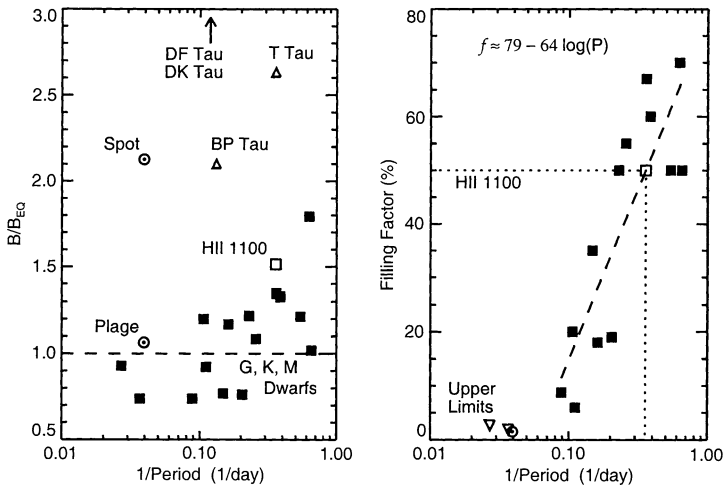 3.0
2.5
2.0
1.5
1.0
0.5
B/B_EQ
DF Tau
DK Tau
T Tau
Spot
BP Tau
HII 1100
Plage
G, K, M
Dwarfs
0.01
0.10
1.00
1/Period (1/day)
80
60
40
20
0
Filling Factor (%)
f ≈ 79 – 64 log(P)
HII 1100
Upper
Limits
0.01
0.10
1.00
1/Period (1/day)